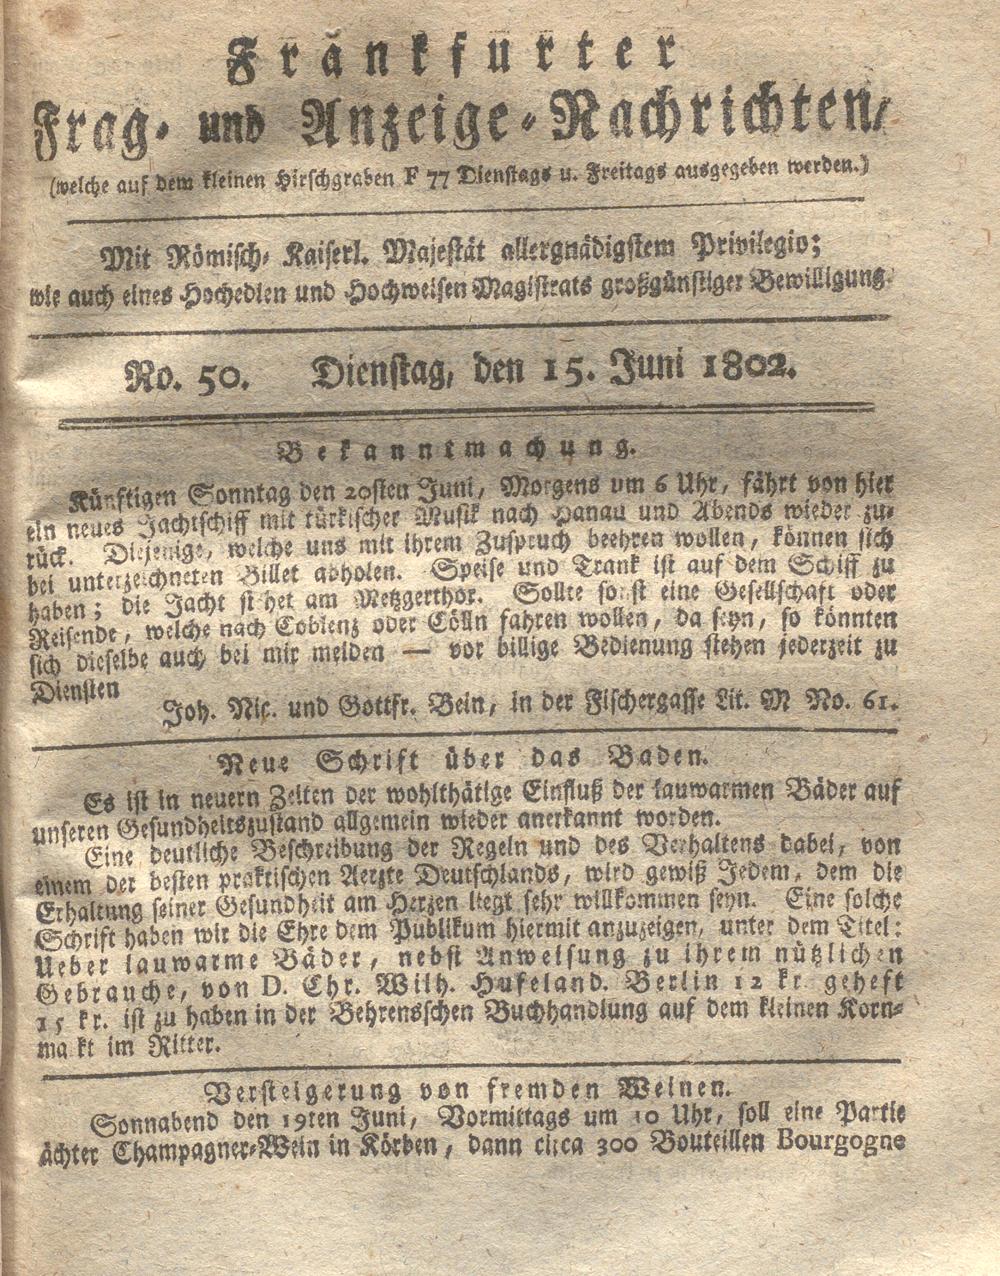 Frankfurter
Frag- und Anzeige-Nachrichten/
(welche auf dem kleinen Hirschgraben F 77 Dienstags u. Freitags ausgegeben werden.)
Mit Römisch- Kaiserl. Majestät allergnädigstem Privilegio;
wie auch eines Hochedlen und Hochweisen Magistrats großgünstiger Bewilligung.
No. 50. Dienstag, den 15. Juni 1802.
Bekanntmachung.
Künftigen Sonntag den 20sten Juni, Morgens um 6 Uhr, fährt von hier
ein neues Jachtschiff mit türkischer Musik nach Hanau und Abends wieder zu-
rück. Diejenige, welche uns mit ihrem Zuspruch beehren wollen, können sich
bei unterzeichneten Billet abholen. Speise und Trank ist auf dem Schiff zu
haben; die Jacht stehet am Metzgerthor. Sollte sonst eine Gesellschaft oder
Reisende, welche nach Coblenz oder Cölln fahren wollen, da seyn, so könnten
sich dieselbe auch bei mir melden — vor billige Bedienung stehen jederzeit zu
Diensten
Joh. Nic. und Gottfr. Bein, in der Fischergasse Lit. M No. 61.
Neue Schrift über das Baden.
Es ist in neuern Zeiten der wohlthätige Einfluß der lauwarmen Bäder auf
unseren Gesundheitszustand allgemein wieder anerkannt worden.
Eine deutliche Beschreibung der Regeln und des Verhaltens dabei, von
einem der besten praktischen Aerzte Deutschlands, wird gewiß Jedem, dem die
Erhaltung seiner Gesundheit am Herzen liegt sehr willkommen seyn. Eine solche
Schrift haben wir die Ehre dem Publikum hiermit anzuzeigen, unter dem Titel:
Ueber lauwarme Bäder, nebst Anweisung zu ihrem nützlichen
Gebrauche, von D. Chr. Wilh. Hufeland. Berlin 12 kr. geheft
15 kr. ist zu haben in der Behrensschen Buchhandlung auf dem kleinen Korn-
markt im Ritter.
Versteigerung von fremden Weinen.
Sonnabend den 19ten Juni, Vormittags um 10 Uhr, soll eine Partie
ächter Champagner-Wein in Körben, dann circa 300 Bouteillen Bourgogne